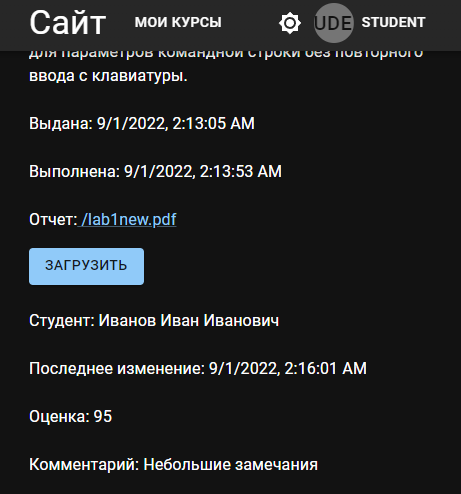 Сайт МОИ КУРСЫ UDE STUDENT
для параметров командной строки без повторного
ввода с клавиатуры.
Выдана: 9/1/2022, 2:13:05 AM
Выполнена: 9/1/2022, 2:13:53 AM
Отчет: /lab1new.pdf
ЗАГРУЗИТЬ
Студент: Иванов Иван Иванович
Последнее изменение: 9/1/2022, 2:16:01 AM
Оценка: 95
Комментарий: Небольшие замечания